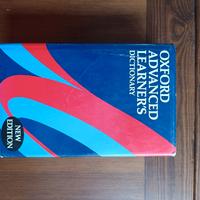 OXFORD
ADVANCED
LEARNER'S
DICTIONARY
NEW
EDITION